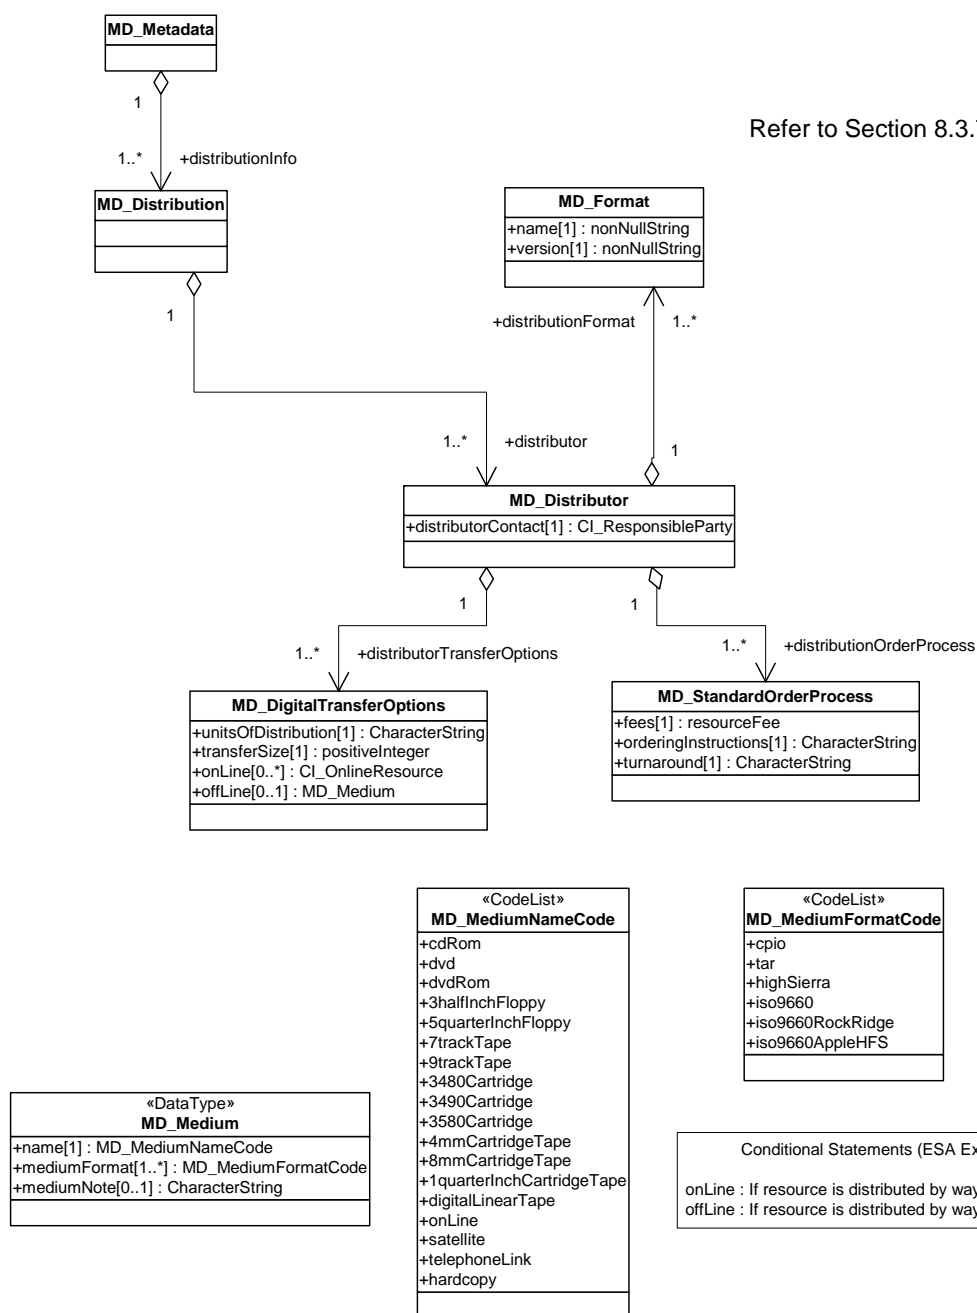 MD_Metadata
1
Refer to Section 8.3.
1..* +distributionInfo
MD_Distribution
1
MD_Format
+name[1] : nonNullString
+version[1] : nonNullString
+distributionFormat 1..*
1..* +distributor
1
MD_Distributor
+distributorContact[1] : CI_ResponsibleParty
1
1
1..* +distributorTransferOptions
1..* +distributionOrderProcess
MD_DigitalTransferOptions
+unitsOfDistribution[1] : CharacterString
+transferSize[1] : positiveInteger
+onLine[0..*] : CI_OnlineResource
+offLine[0..1] : MD_Medium
MD_StandardOrderProcess
+fees[1] : resourceFee
+orderingInstructions[1] : CharacterString
+turnaround[1] : CharacterString
«CodeList»
MD_MediumNameCode
+cdRom
+dvd
+dvdRom
+3halfInchFloppy
+5quarterInchFloppy
+7trackTape
+9trackTape
+3480Cartridge
+3490Cartridge
+3580Cartridge
+4mmCartridgeTape
+8mmCartridgeTape
+1quarterInchCartridgeTape
+digitalLinearTape
+onLine
+satellite
+telephoneLink
+hardcopy
«CodeList»
MD_MediumFormatCode
+cpio
+tar
+highSierra
+iso9660
+iso9660RockRidge
+iso9660AppleHFS
«DataType»
MD_Medium
+name[1] : MD_MediumNameCode
+mediumFormat[1..*] : MD_MediumFormatCode
+mediumNote[0..1] : CharacterString
Conditional Statements (ESA Ex
onLine : If resource is distributed by way
offLine : If resource is distributed by way